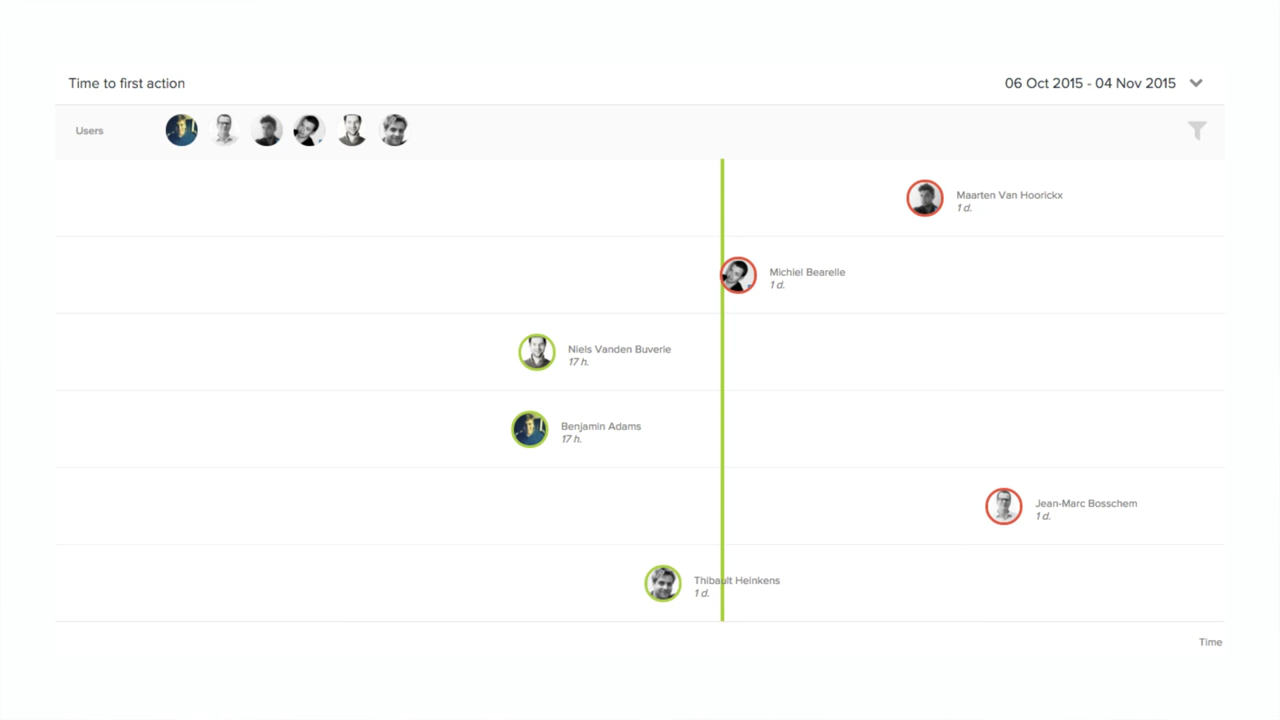 Time to first action
06 Oct 2015 - 04 Nov 2015
Users
Maarten Van Hoorickx
1 d.
Michiel Bearelle
1 d.
Niels Vanden Buverie
17 h.
Benjamin Adams
17 h.
Jean-Marc Bosschem
1 d.
Thibault Heinkens
1 d.
Time